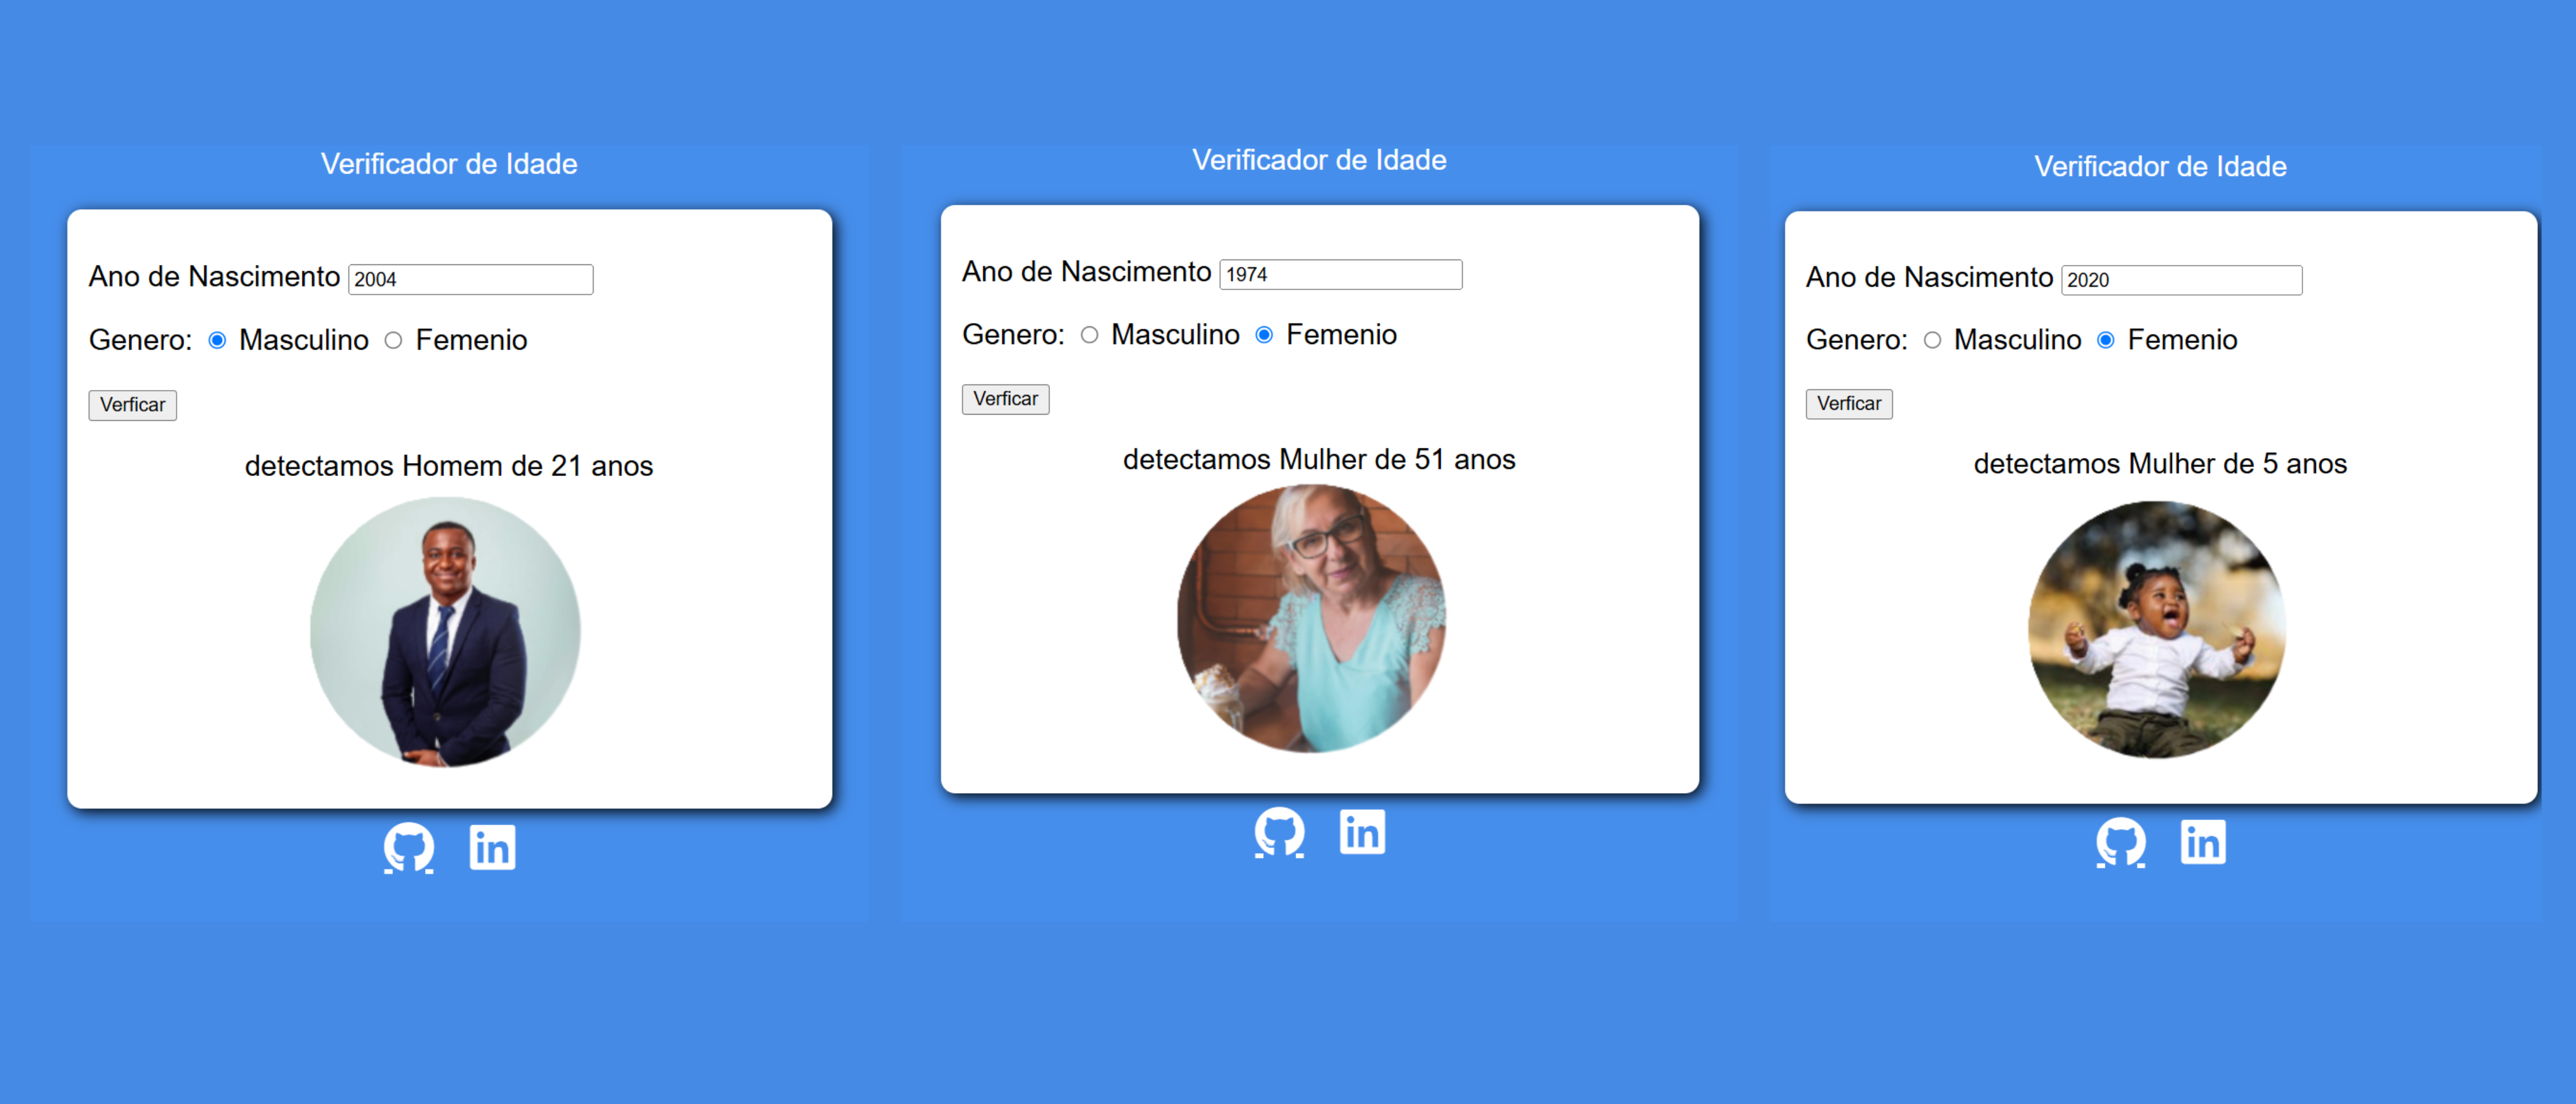 Verificador de Idade
Ano de Nascimento 2004
Genero: Masculino Femenio
Verficar
detectamos Homem de 21 anos
in
Verificador de Idade
Ano de Nascimento 1974
Genero: Masculino Femenio
Verficar
detectamos Mulher de 51 anos
in
Verificador de Idade
Ano de Nascimento 2020
Genero: Masculino Femenio
Verficar
detectamos Mulher de 5 anos
in